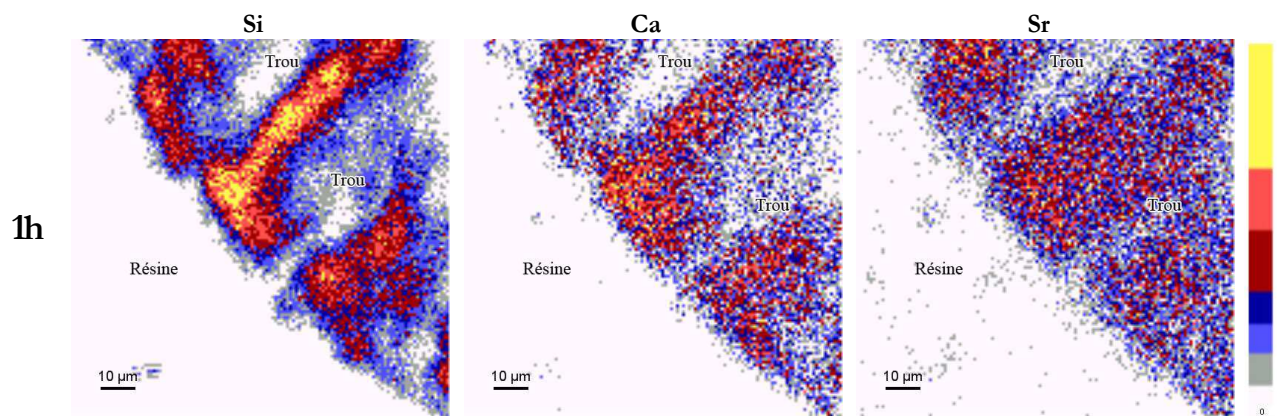 Si Ca Sr
Trou Trou Trou
Trou
Trou Trou
1h
Résine Résine Résine
10 µm 10 µm 10 µm
0